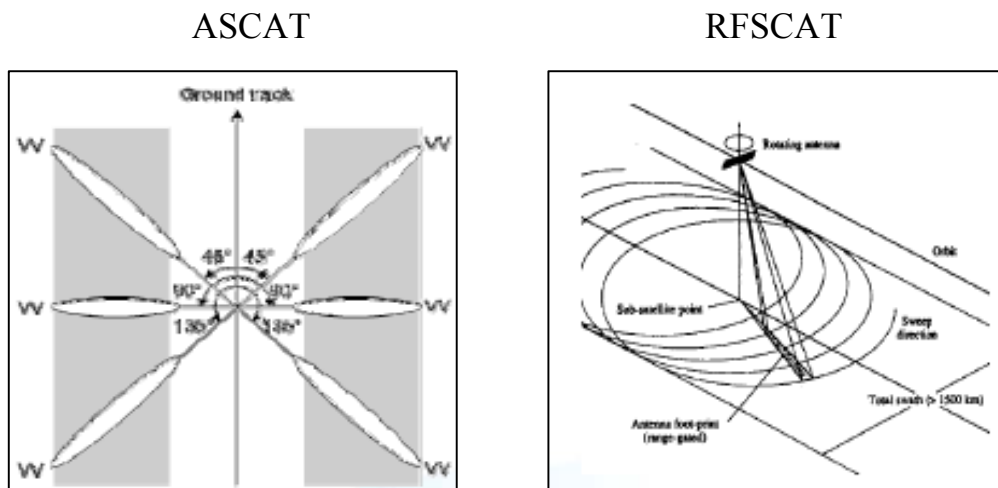 ASCAT
RFSCAT
Ground track
VV
VV
45° 45°
90° 90°
VV
VV
135° 135°
VV
VV
Rotating antenna
Orbit
Sub-satellite point
Sweep
direction
Total swath (> 1500 km)
Antenna foot-print
(range-gated)